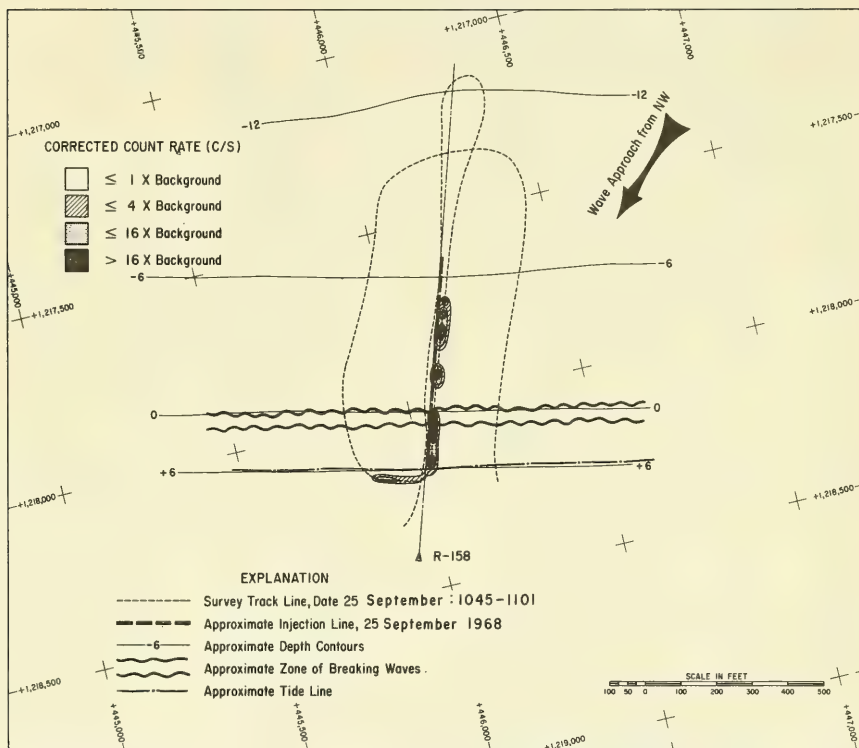 +445,500
+446,000
+1,217,000
+446,500
+447,000
-12
-12
+1,217,000
+1,217,500
CORRECTED COUNT RATE (C/S)
≤ 1 X Background
≤ 4 X Background
≤ 16 X Background
> 16 X Background
Wave Approach from NW
-6
-6
+445,000
+1,217,500
+1,218,000
0
0
+6
+6
+1,218,000
+1,218,500
R-158
EXPLANATION
Survey Track Line, Date 25 September : 1045-1101
Approximate Injection Line, 25 September 1968
-6 Approximate Depth Contours
Approximate Zone of Breaking Waves
Approximate Tide Line
SCALE IN FEET
100 50 0 100 200 300 400 500
+1,218,500
+445,000
+445,500
+446,000
+1,219,000
+446,500